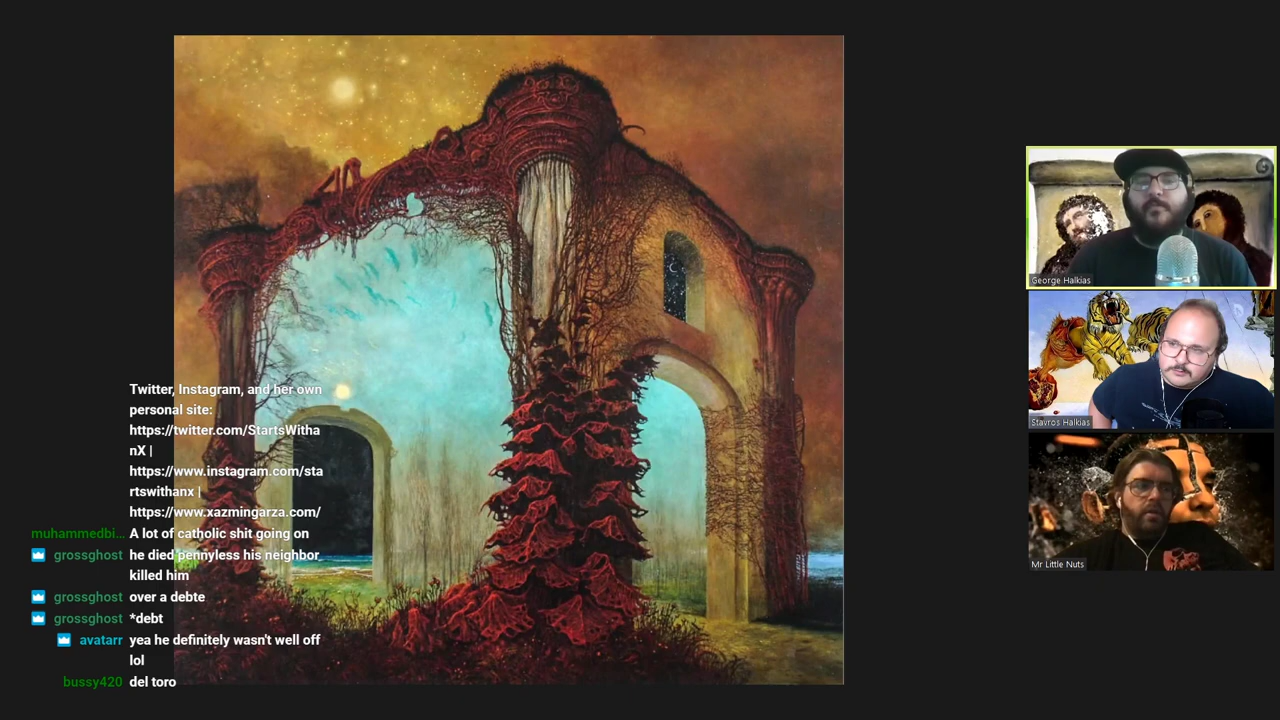 Twitter, Instagram, and her own
personal site:
https://twitter.com/StartsWitha
nX |
https://www.instagram.com/sta
rtswithanx |
https://www.xazmingarza.com/
muhammedbi... A lot of catholic shit going on
grossghost he died pennyless his neighbor
killed him
grossghost over a debte
grossghost *debt
avatarr yea he definitely wasn't well off
lol
bussy420 del toro
George Halkias
Stavros Halkias
Mr Little Nuts